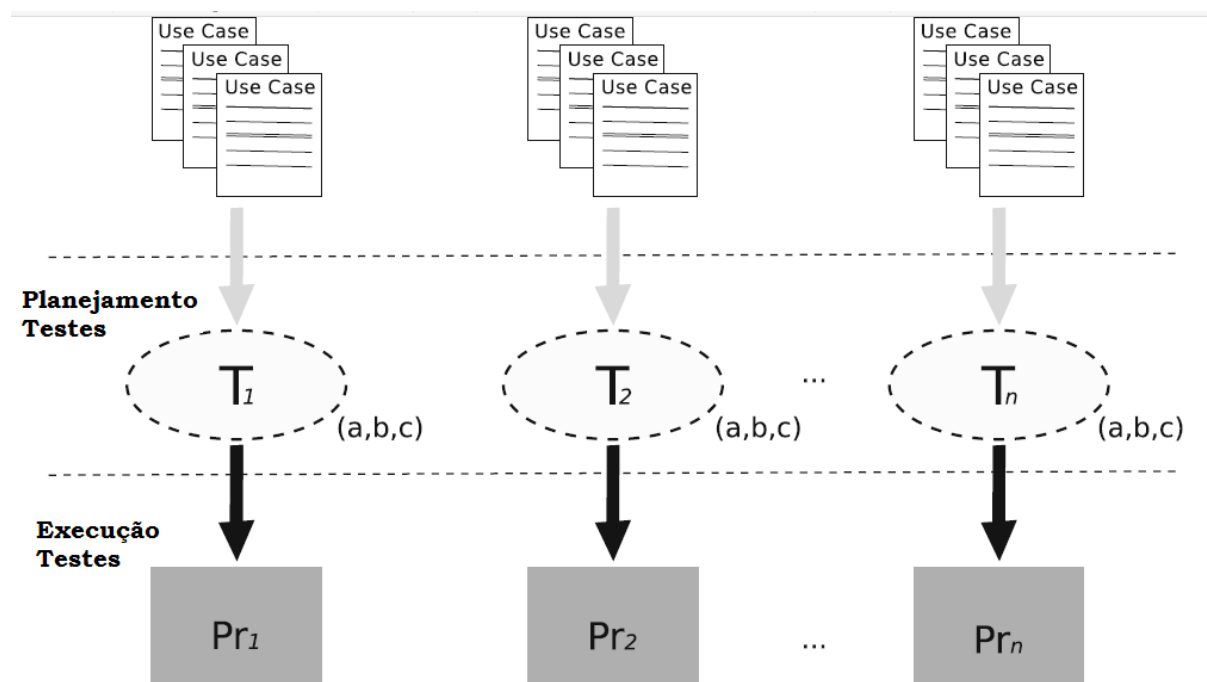 Use Case
Use Case
Use Case
Use Case
Use Case
Use Case
Use Case
Use Case
Use Case
Planejamento
Testes
T1
(a,b,c)
T2
(a,b,c)
...
Tn
(a,b,c)
Execução
Testes
Pr1
Pr2
...
Prn